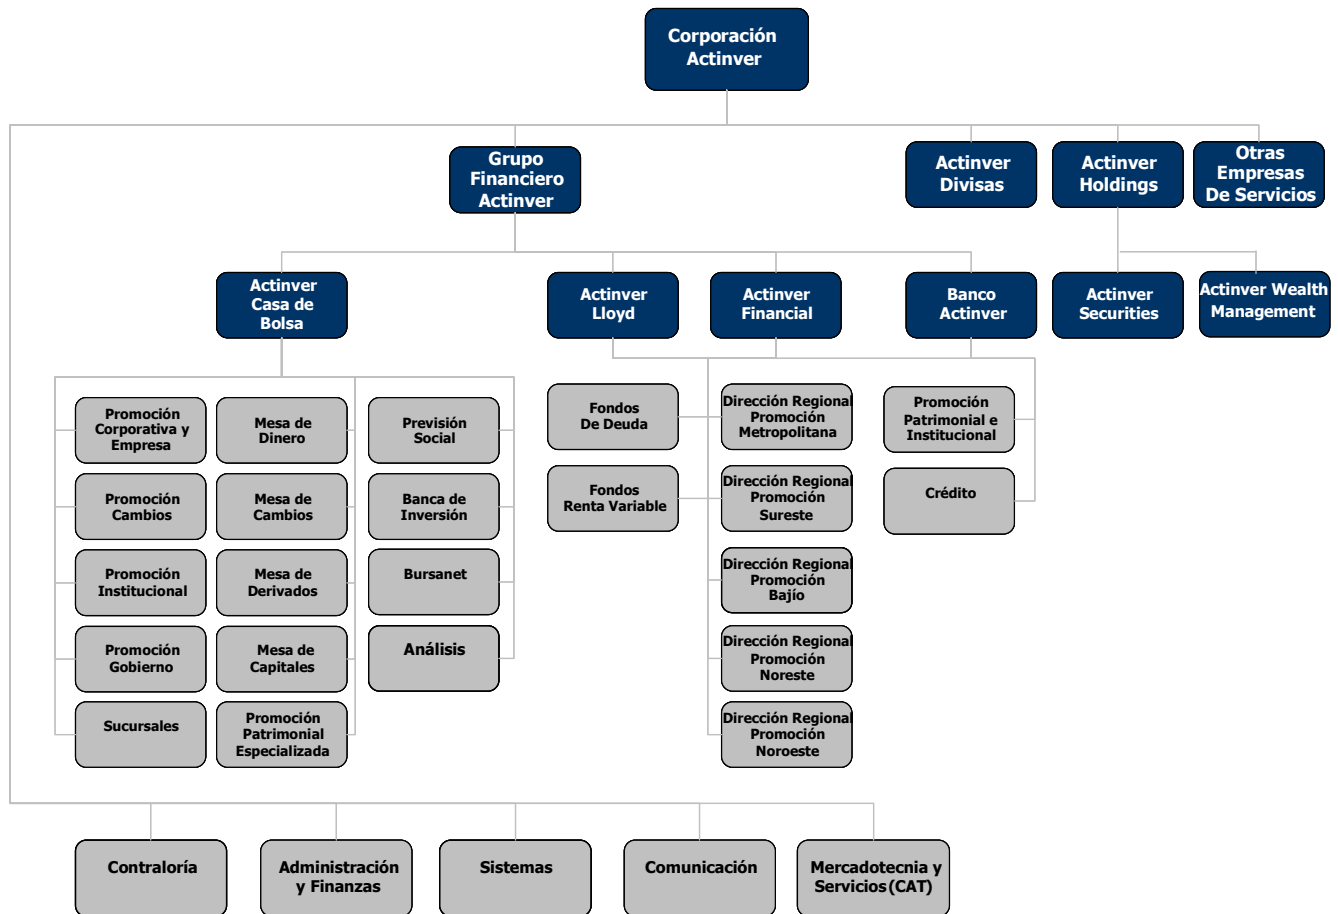 Corporación
Actinver
Grupo
Financiero
Actinver
Actinver
Divisas
Actinver
Holdings
Otras
Empresas
De Servicios
Actinver
Casa de
Bolsa
Actinver
Lloyd
Actinver
Financial
Banco
Actinver
Actinver
Securities
Actinver Wealth
Management
Promoción
Corporativa y
Empresa
Mesa de
Dinero
Previsión
Social
Fondos
De Deuda
Dirección Regional
Promoción
Metropolitana
Promoción
Patrimonial e
Institucional
Promoción
Cambios
Mesa de
Cambios
Banca de
Inversión
Fondos
Renta Variable
Dirección Regional
Promoción
Sureste
Crédito
Promoción
Institucional
Mesa de
Derivados
Bursanet
Dirección Regional
Promoción
Bajío
Promoción
Gobierno
Mesa de
Capitales
Análisis
Dirección Regional
Promoción
Noreste
Sucursales
Promoción
Patrimonial
Especializada
Dirección Regional
Promoción
Noroeste
Contraloría
Administración
y Finanzas
Sistemas
Comunicación
Mercadotecnia y
Servicios (CAT)